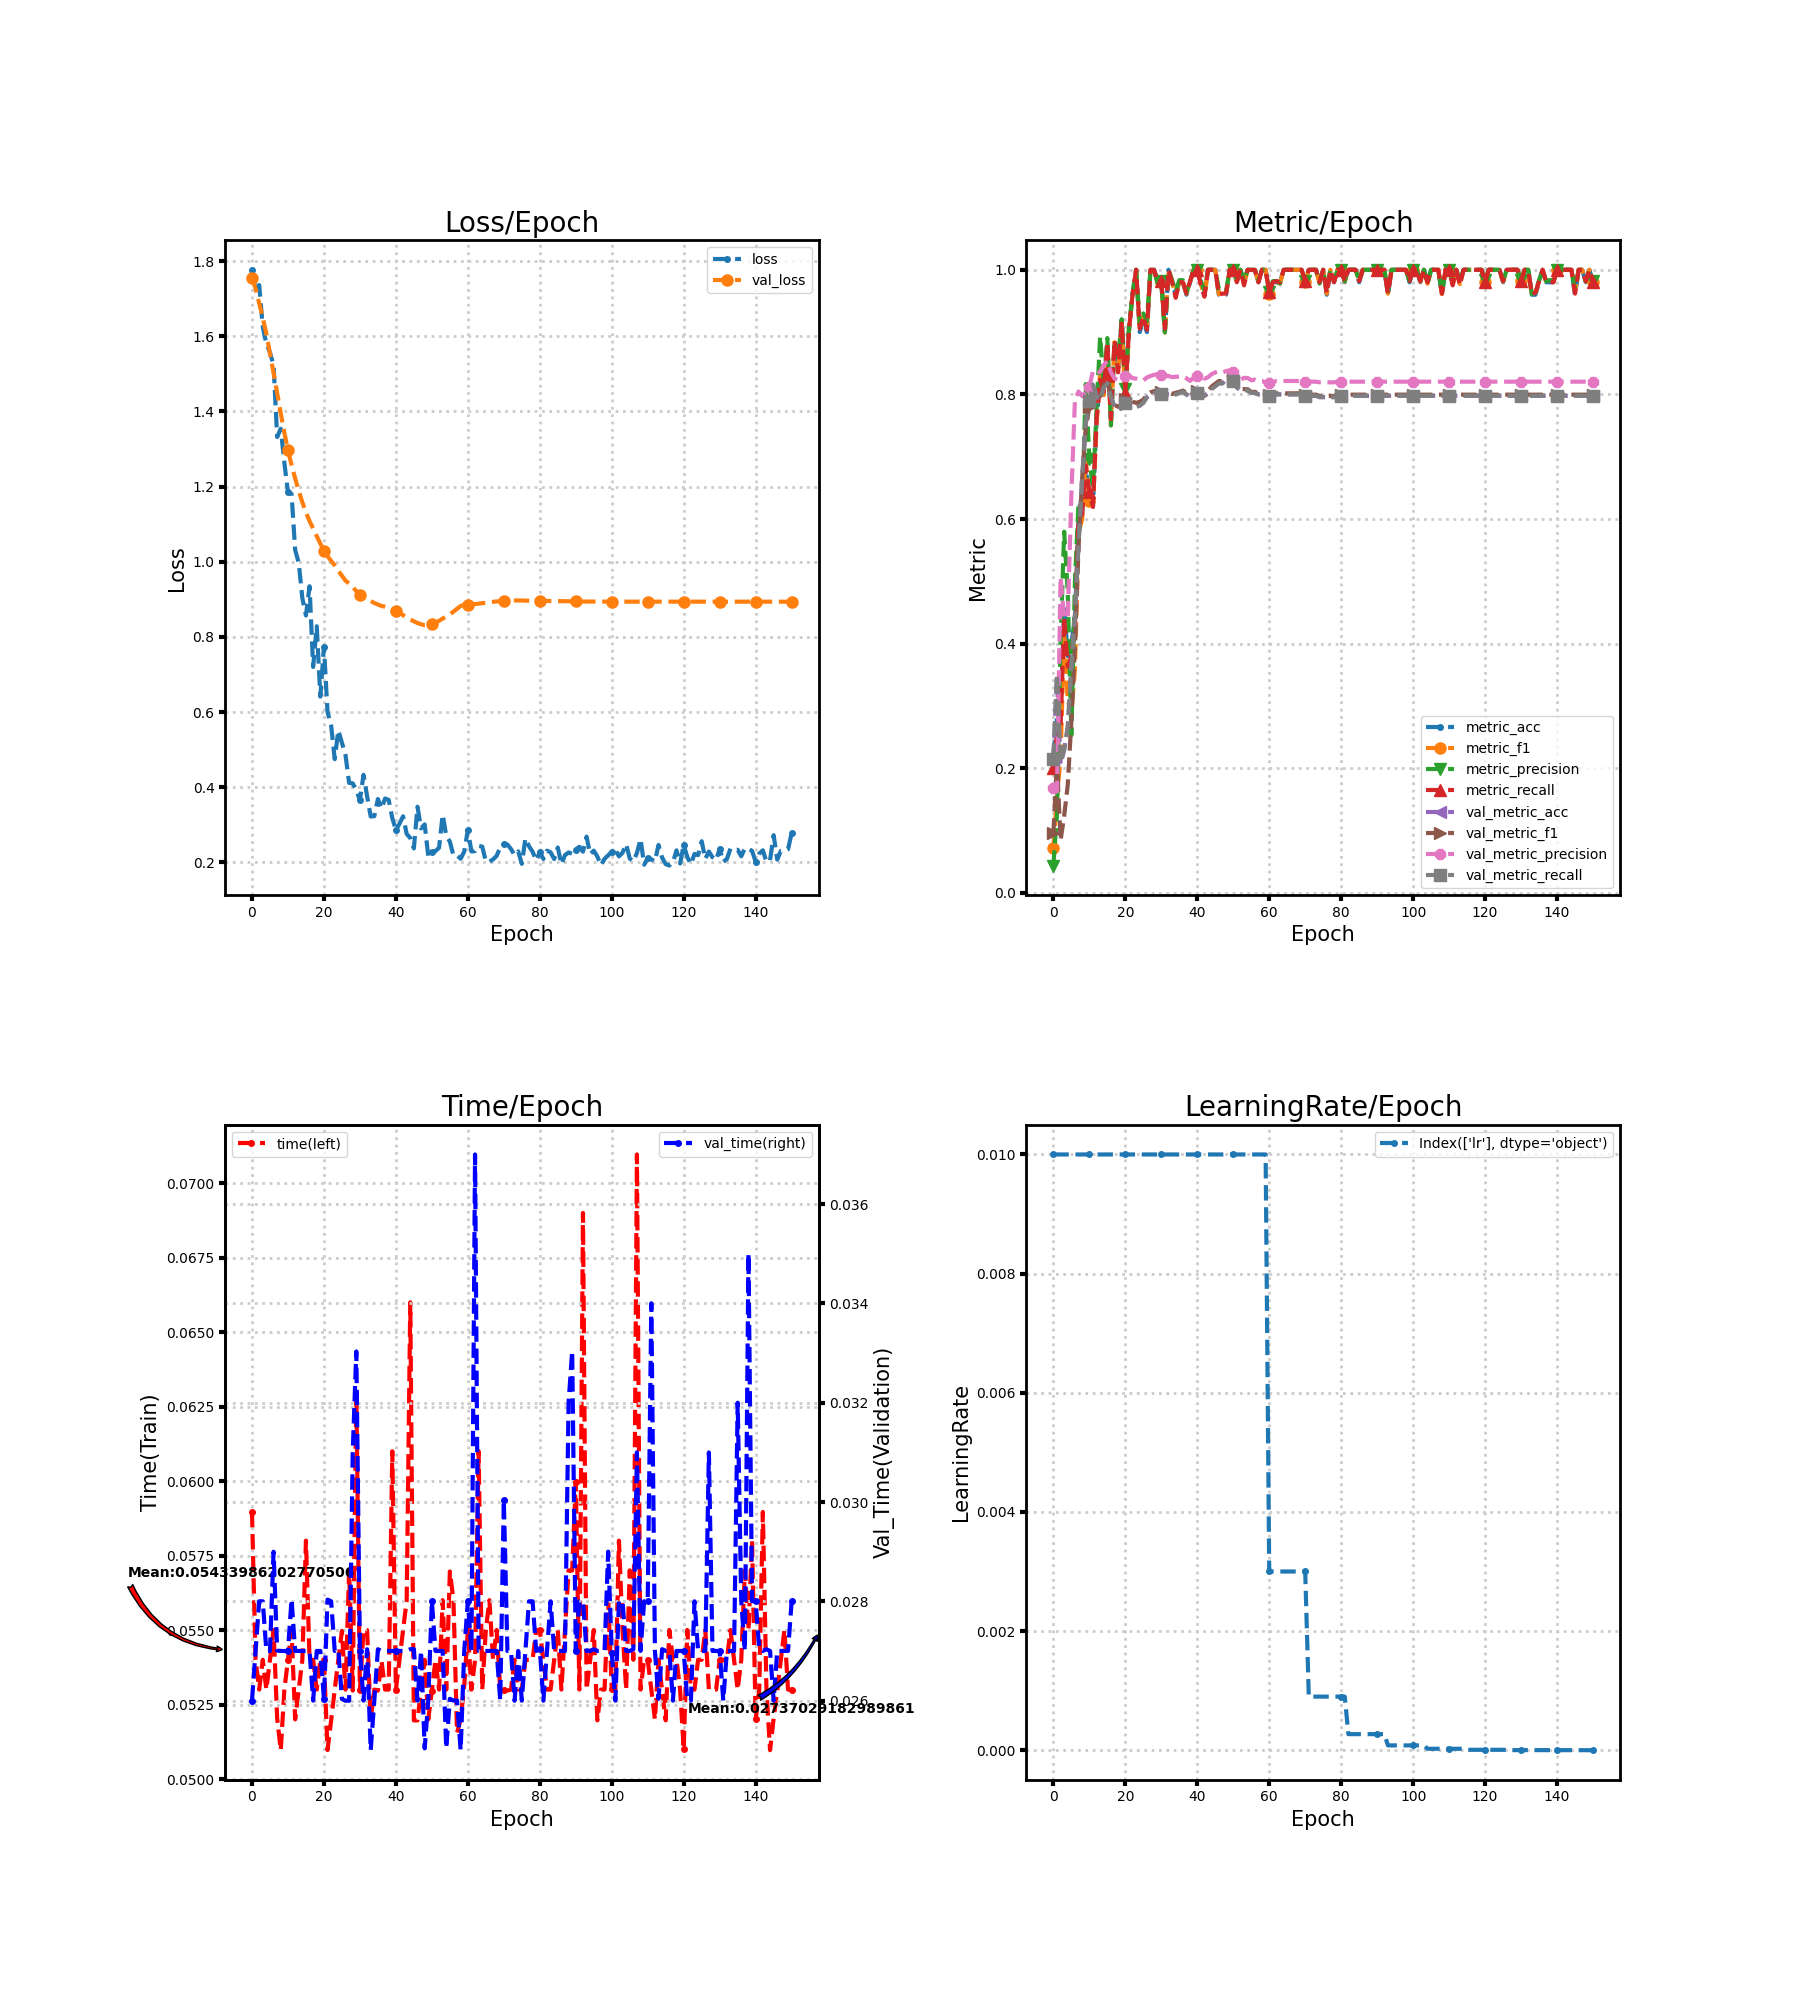 Loss/Epoch
1.8
1.6
1.4
1.2
1.0
0.8
0.6
0.4
0.2
Loss
loss
val_loss
0 20 40 60 80 100 120 140
Epoch
Metric/Epoch
1.0
0.8
0.6
0.4
0.2
0.0
Metric
metric_acc
metric_f1
metric_precision
metric_recall
val_metric_acc
val_metric_f1
val_metric_precision
val_metric_recall
0 20 40 60 80 100 120 140
Epoch
Time/Epoch
time(left)
val_time(right)
0.0700
0.0675
0.0650
0.0625
0.0600
0.0575
0.0550
0.0525
0.0500
Time(Train)
0.036
0.034
0.032
0.030
0.028
0.026
Val_Time(Validation)
Mean:0.0273702918298986​1
0 20 40 60 80 100 120 140
Epoch
LearningRate/Epoch
Index(['lr'], dtype='object')
0.010
0.008
0.006
0.004
0.002
0.000
LearningRate
0 20 40 60 80 100 120 140
Epoch